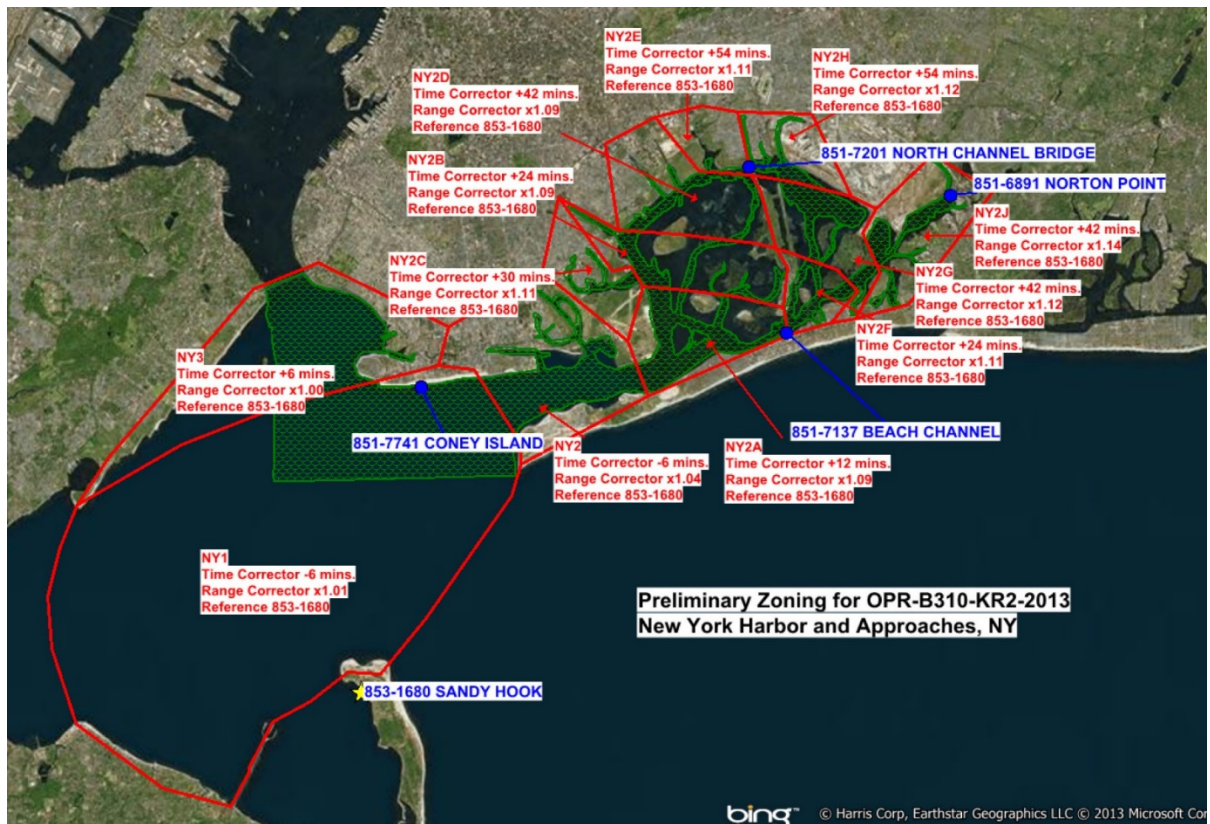 NY2E
Time Corrector +54 mins.
Range Corrector x1.11
Reference 853-1680
NY2H
Time Corrector +54 mins.
Range Corrector x1.12
Reference 853-1680
NY2D
Time Corrector +42 mins.
Range Corrector x1.09
Reference 853-1680
851-7201 NORTH CHANNEL BRIDGE
NY2B
Time Corrector +24 mins.
Range Corrector x1.09
Reference 853-1680
851-6891 NORTON POINT
NY2J
Time Corrector +42 mins.
Range Corrector x1.14
Reference 853-1680
NY2C
Time Corrector +30 mins.
Range Corrector x1.11
Reference 853-1680
NY2G
Time Corrector +42 mins.
Range Corrector x1.12
Reference 853-1680
NY2F
Time Corrector +24 mins.
Range Corrector x1.11
Reference 853-1680
NY3
Time Corrector +6 mins.
Range Corrector x1.00
Reference 853-1680
851-7741 CONEY ISLAND
851-7137 BEACH CHANNEL
NY2
Time Corrector -6 mins.
Range Corrector x1.04
Reference 853-1680
NY2A
Time Corrector +12 mins.
Range Corrector x1.09
Reference 853-1680
NY1
Time Corrector -6 mins.
Range Corrector x1.01
Reference 853-1680
Preliminary Zoning for OPR-B310-KR2-2013
New York Harbor and Approaches, NY
853-1680 SANDY HOOK
bing™ © Harris Corp, Earthstar Geographics LLC © 2013 Microsoft Cor